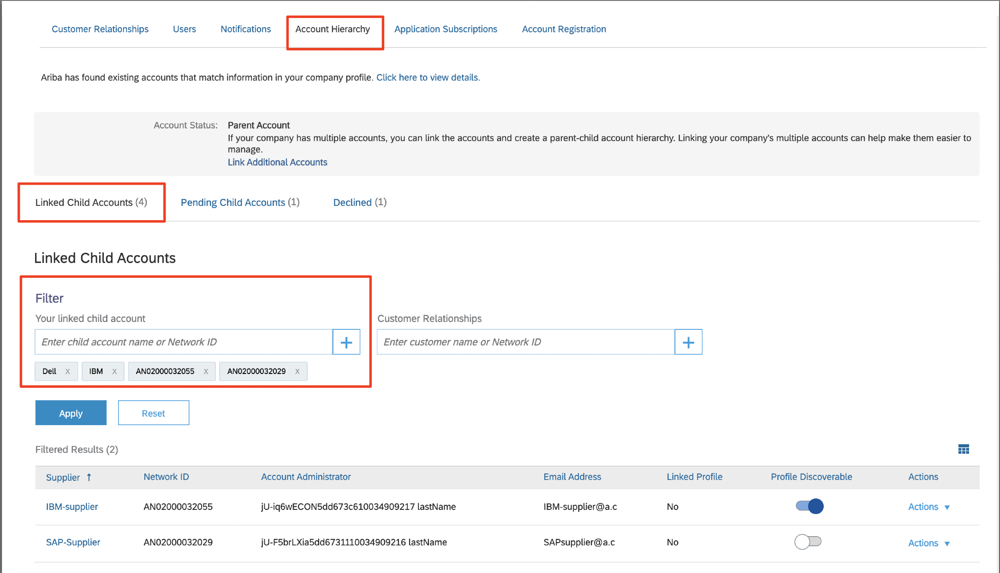 Customer Relationships Users Notifications Account Hierarchy Application Subscriptions Account Registration
Ariba has found existing accounts that match information in your company profile. Click here to view details.
Account Status: Parent Account
If your company has multiple accounts, you can link the accounts and create a parent-child account hierarchy. Linking your company's multiple accounts can help make them easier to
manage.
Link Additional Accounts
Linked Child Accounts (4) Pending Child Accounts (1) Declined (1)
Linked Child Accounts
Filter
Your linked child account Customer Relationships
Enter child account name or Network ID + Enter customer name or Network ID +
Dell x IBM x AN02000032055 x AN02000032029 x
Apply Reset
Filtered Results (2)
Supplier ↑ Network ID Account Administrator Email Address Linked Profile Profile Discoverable Actions
IBM-supplier AN02000032055 jU-iq6wECON5dd673c610034909217 lastName IBM-supplier@a.c No Actions ▼
SAP-Supplier AN02000032029 jU-F5brLXia5dd6731110034909216 lastName SAPsupplier@a.c No Actions ▼